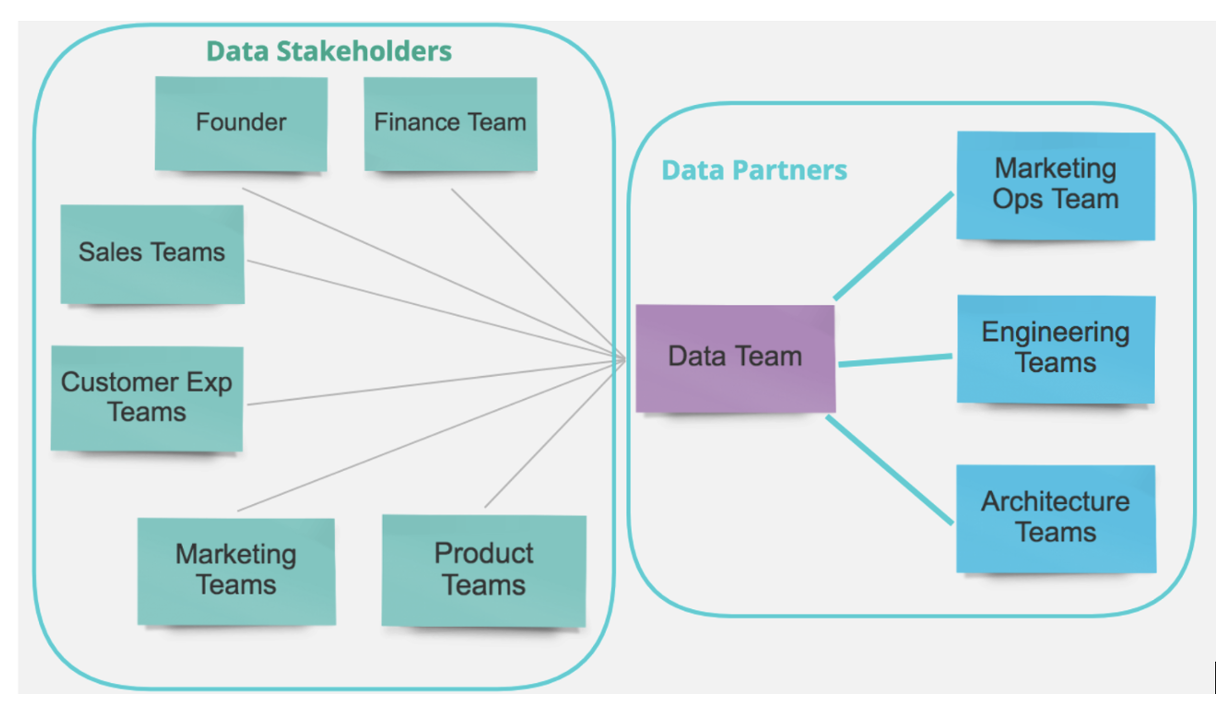 Data Stakeholders
Founder
Finance Team
Sales Teams
Customer Exp
Teams
Marketing
Teams
Product
Teams
Data Partners
Data Team
Marketing
Ops Team
Engineering
Teams
Architecture
Teams